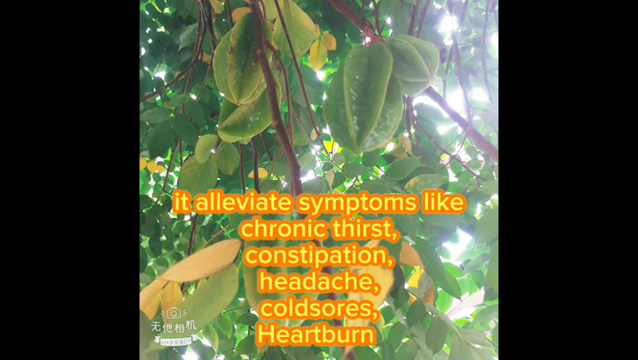 it alleviate symptoms like
chronic thirst,
constipation,
headache,
coldsores,
Heartburn
无他相机